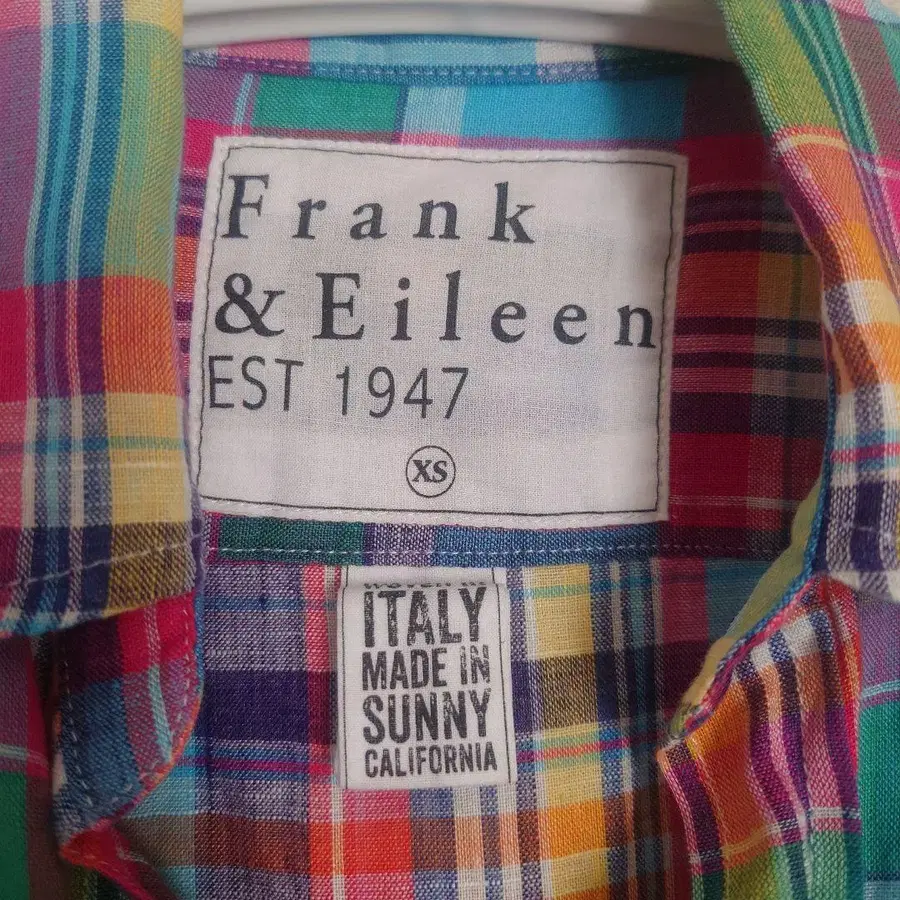 Frank
& Eileen
EST 1947
XS
ITALY
MADE IN
SUNNY
CALIFORNIA